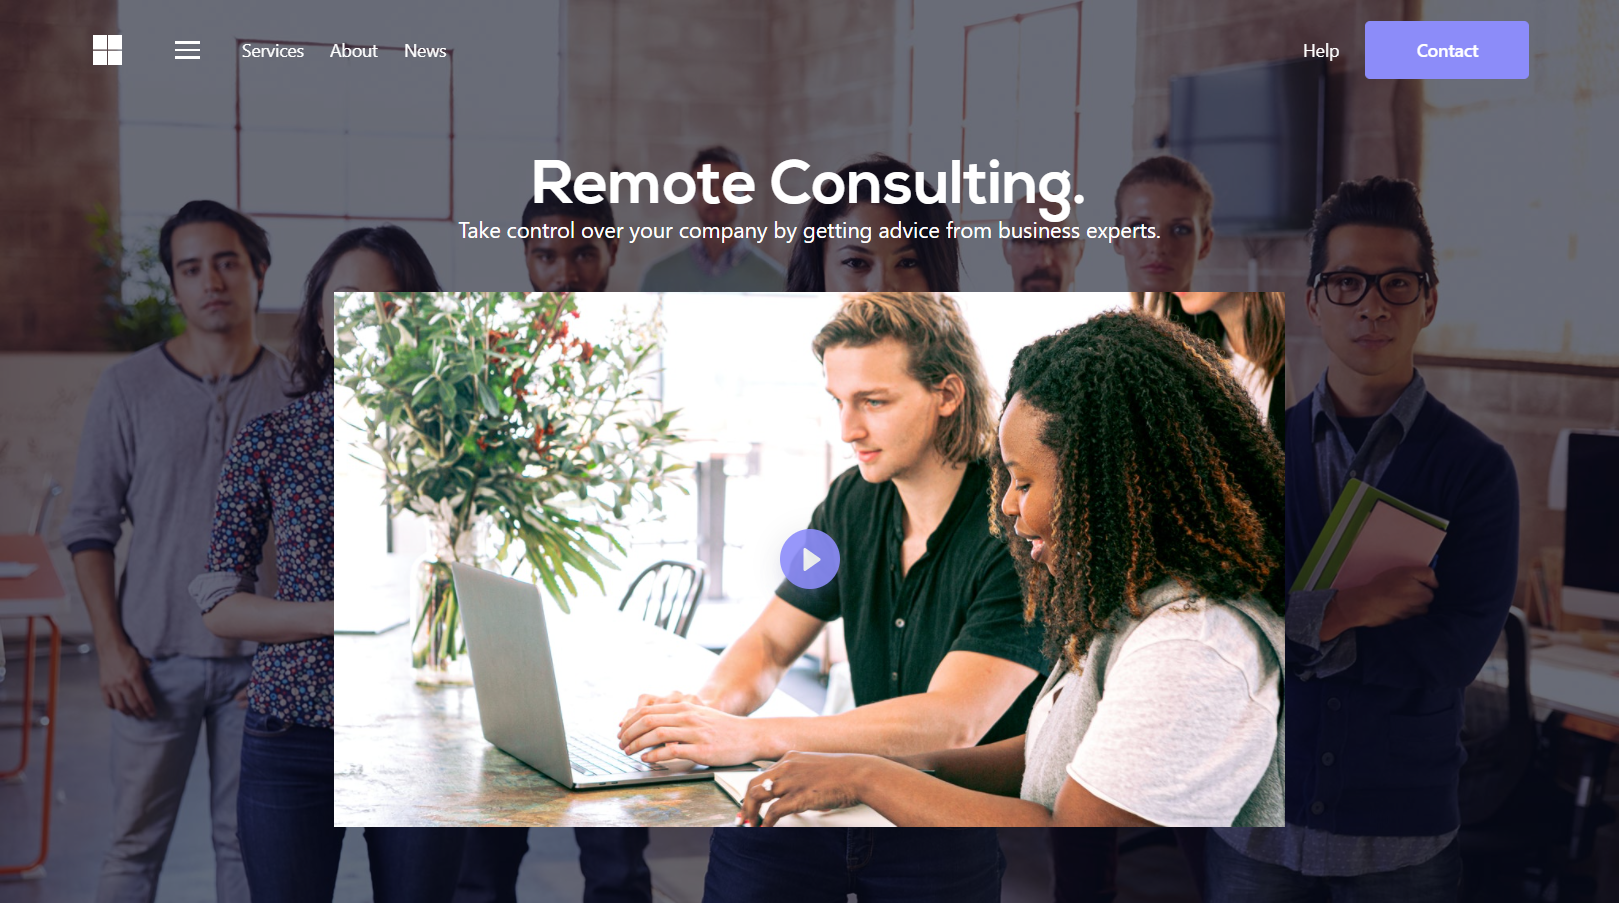 Services About News Help Contact
Remote Consulting.
Take control over your company by getting advice from business experts.